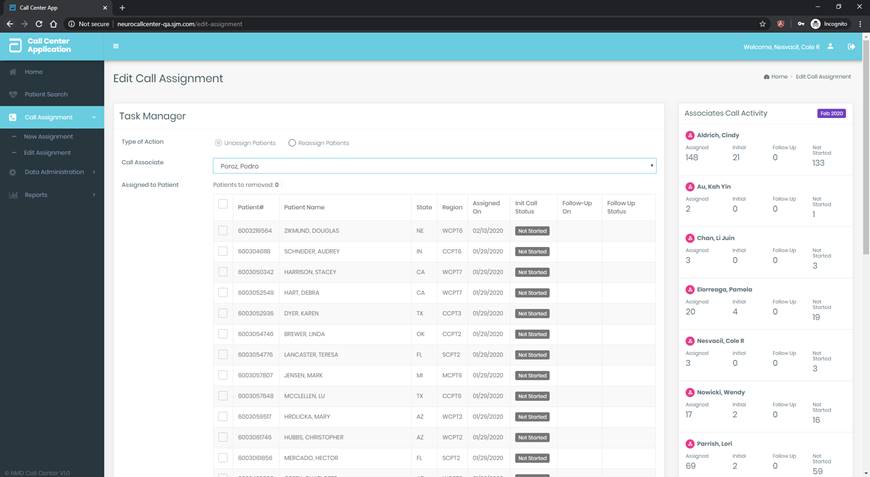 Call Center App
Not secure | neurocallcenter-qa.sjm.com/edit-assignment
Incognito
Call Center
Application
Welcome, Nesvacil, Cole R
Home
Patient Search
Call Assignment
New Assignment
Edit Assignment
Data Administration
Reports
© NMD Call Center V1.0
Edit Call Assignment
Home
Edit Call Assignment
Task Manager
Type of Action
Unassign Patients
Reassign Patients
Call Associate
Poroz, Podro
Assigned to Patient
Patients to removed: 0
Patient# Patient Name State Region Assigned On Init Call Status Follow-Up On Follow Up Status
6003219564 ZIKMUND, DOUGLAS NE WCPT6 02/13/2020 Not Started
SCHNEIDER, AUDREY IN CCPT6 01/29/2020 Not Started
6003050342 HARRISON, STACEY CA WCPT7 01/29/2020 Not Started
6003052549 HART, DEBRA CA WCPT7 01/29/2020 Not Started
6003052936 DYER, KAREN TX CCPT3 01/29/2020 Not Started
6003054746 BREWER, LINDA OK CCPT2 01/29/2020 Not Started
6003054776 LANCASTER, TERESA FL SCPT2 01/29/2020 Not Started
6003057807 JENSEN, MARK MI MCPT6 01/29/2020 Not Started
6003057848 MCCLELLEN, LU TX CCPT6 01/29/2020 Not Started
6003059517 HRDLICKA, MARY AZ WCPT2 01/29/2020 Not Started
6003061746 HUBBS, CHRISTOPHER AZ WCPT2 01/29/2020 Not Started
6003061856 MERCADO, HECTOR FL SCPT2 01/29/2020 Not Started
Associates Call Activity
Feb 2020
Aldrich, Cindy
Assigned Initial Follow Up Not Started
148 21 0 133
Au, Kah Yin
Assigned Initial Follow Up Not Started
2 0 0 1
Chan, Li Juin
Assigned Initial Follow Up Not Started
3 0 0 3
Elorreaga, Pamela
Assigned Initial Follow Up Not Started
20 4 0 19
Nesvacil, Cole R
Assigned Initial Follow Up Not Started
3 0 0 3
Nowicki, Wendy
Assigned Initial Follow Up Not Started
17 2 0 16
Parrish, Lori
Assigned Initial Follow Up Not Started
69 2 0 59